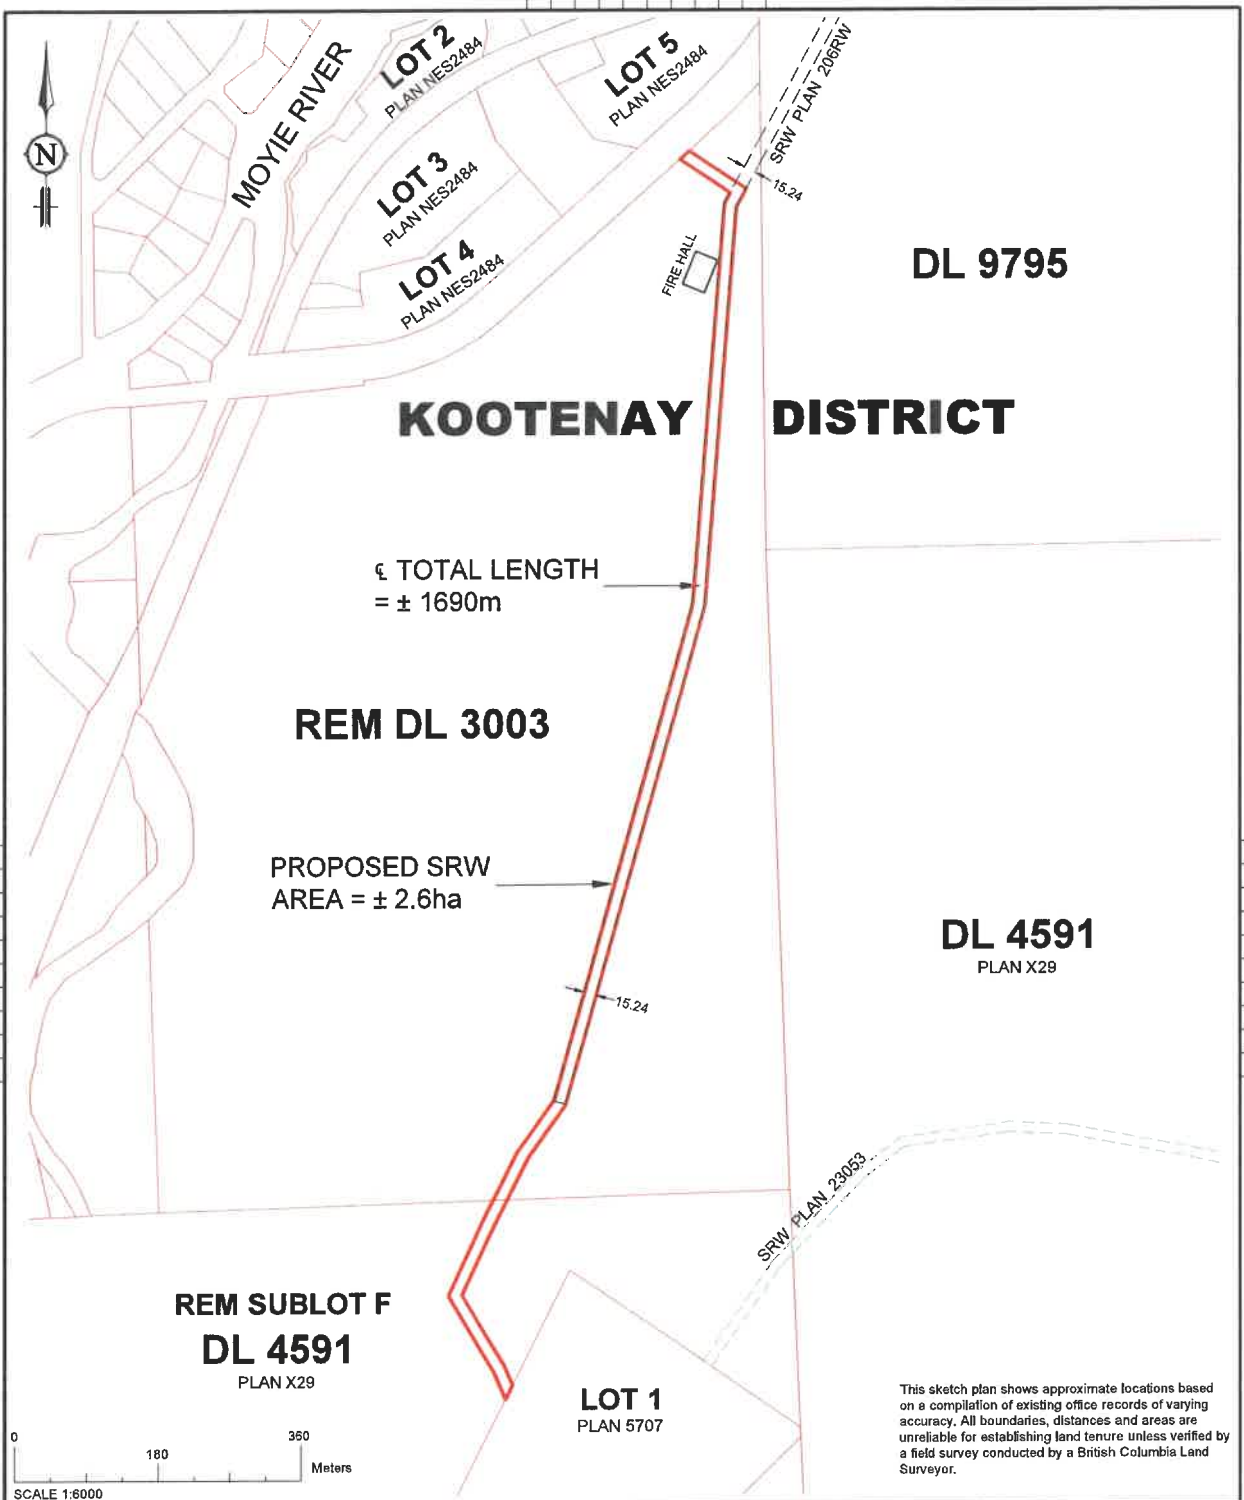 N
MOYIE RIVER
LOT 2
PLAN NES2484
LOT 5
PLAN NES2484
SRW PLAN 206RW
LOT 3
PLAN NES2484
15.24
LOT 4
PLAN NES2484
FIRE HALL
DL 9795
KOOTENAY DISTRICT
℄ TOTAL LENGTH
= ± 1690m
REM DL 3003
PROPOSED SRW
AREA = ± 2.6ha
DL 4591
PLAN X29
15.24
SRW PLAN 23053
REM SUBLOT F
DL 4591
PLAN X29
LOT 1
PLAN 5707
This sketch plan shows approximate locations based
on a compilation of existing office records of varying
accuracy. All boundaries, distances and areas are
unreliable for establishing land tenure unless verified by
a field survey conducted by a British Columbia Land
Surveyor.
0 180 360
Meters
SCALE 1:6000